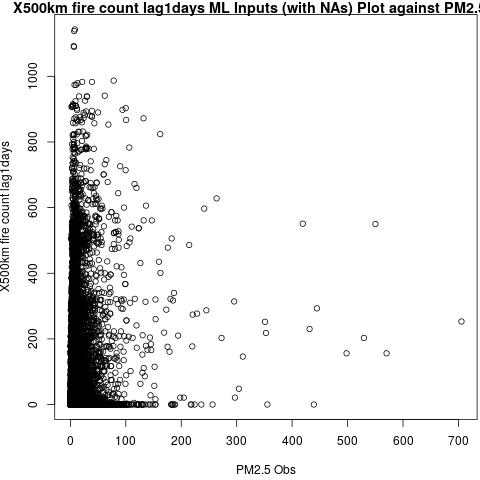 X500km fire count lag1days ML Inputs (with NAs) Plot against PM2.5
X500km fire count lag1days
0
200
400
600
800
1000
0 100 200 300 400 500 600 700
PM2.5 Obs